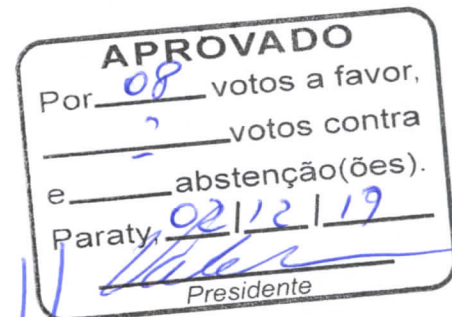 APROVADO
Por 08 votos a favor,
votos contra
e abstenção(ões).
Paraty, 02/12/19
Presidente